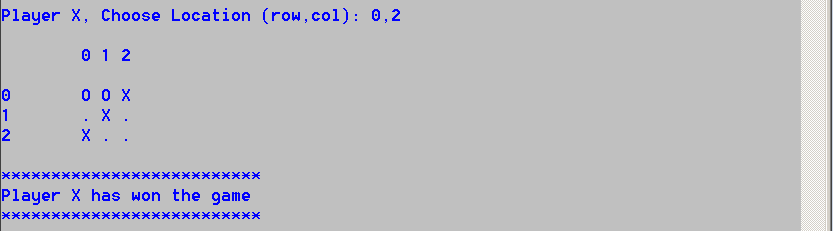 Player X, Choose Location (row,col): 0,2
0 1 2
0 O O X
1 . X .
2 X . .
**************************
Player X has won the game
**************************